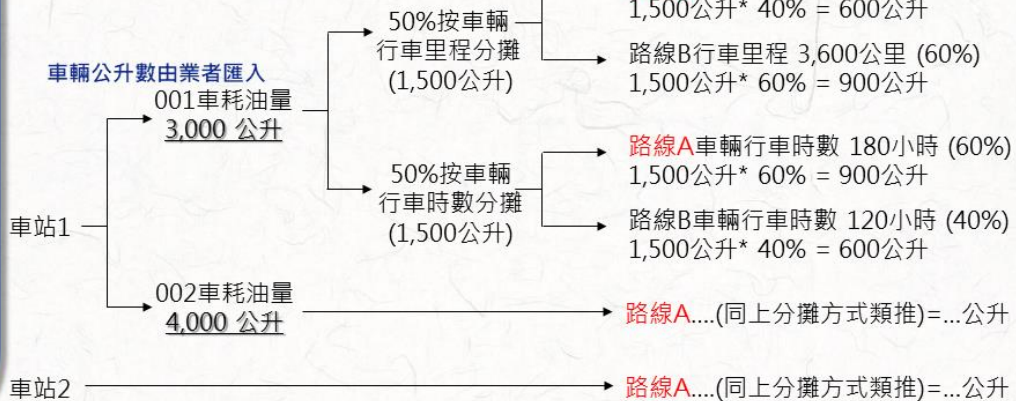 1,500公升* 40% = 600公升
50%按車輛
行車里程分攤
(1,500公升)
路線B行車里程 3,600公里 (60%)
1,500公升* 60% = 900公升
車輛公升數由業者匯入
001車耗油量
3,000 公升
路線A車輛行車時數 180小時 (60%)
1,500公升* 60% = 900公升
50%按車輛
行車時數分攤
(1,500公升)
路線B車輛行車時數 120小時 (40%)
1,500公升* 40% = 600公升
車站1
002車耗油量
4,000 公升
路線A....(同上分攤方式類推)=...公升
車站2
路線A....(同上分攤方式類推)=...公升